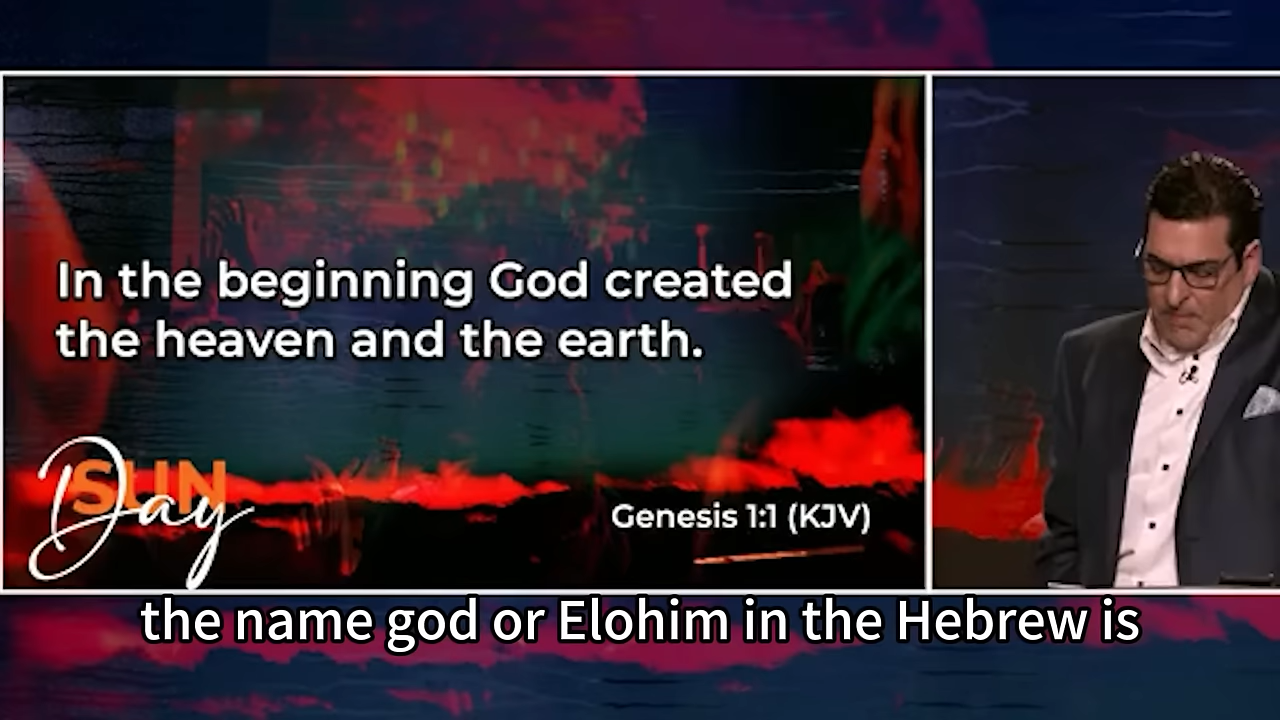 In the beginning God created
the heaven and the earth.
SUN
Day
Genesis 1:1 (KJV)
the name god or Elohim in the Hebrew is